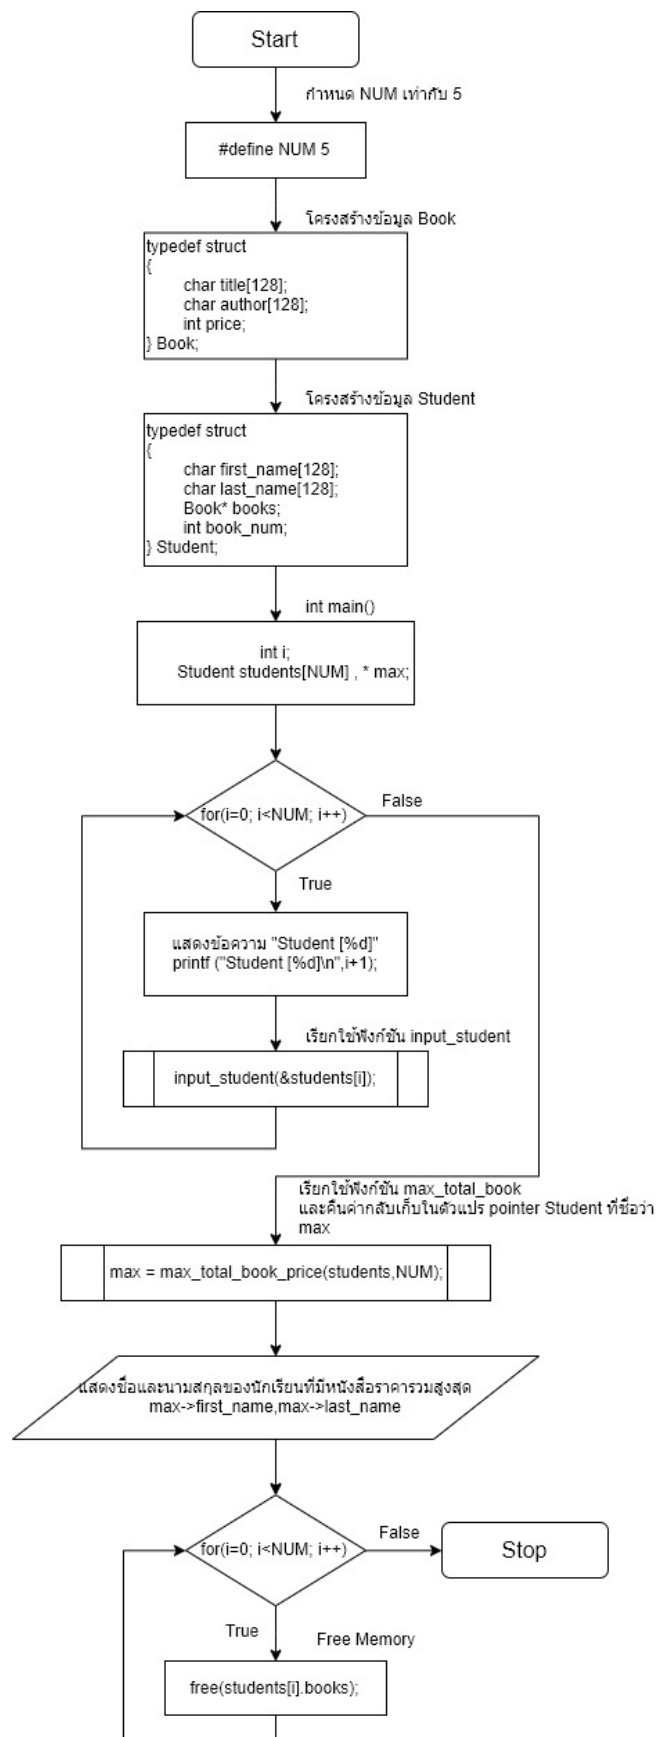 Start
กำหนด NUM เท่ากับ 5
#define NUM 5
โครงสร้างข้อมูล Book
typedef struct
{
char title[128];
char author[128];
int price;
} Book;
โครงสร้างข้อมูล Student
typedef struct
{
char first_name[128];
char last_name[128];
Book* books;
int book_num;
} Student;
int main()
int i;
Student students[NUM] , * max;
for(i=0; i<NUM; i++)
False
True
แสดงข้อความ "Student [%d]"
printf ("Student [%d]\n",i+1);
เรียกใช้ฟังก์ชัน input_student
input_student(&students[i]);
เรียกใช้ฟังก์ชัน max_total_book
และคืนค่ากลับเก็บในตัวแปร pointer Student ที่ชื่อว่า
max
max = max_total_book_price(students,NUM);
แสดงชื่อและนามสกุลของนักเรียนที่มีหนังสือราคารวมสูงสุด
max->first_name,max->last_name
for(i=0; i<NUM; i++)
False
Stop
True
Free Memory
free(students[i].books);